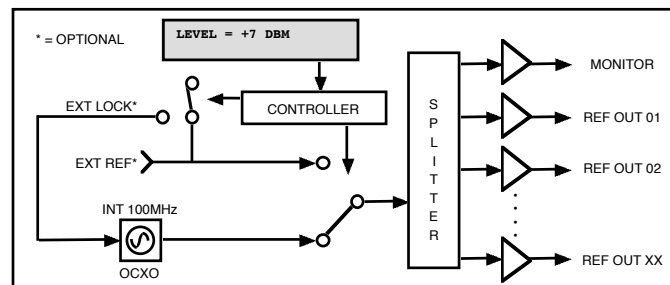 * = OPTIONAL
LEVEL = +7 DBM
MONITOR
EXT LOCK*
CONTROLLER
SPLITTER
REF OUT 01
EXT REF*
REF OUT 02
INT 100MHz
OCXO
REF OUT XX